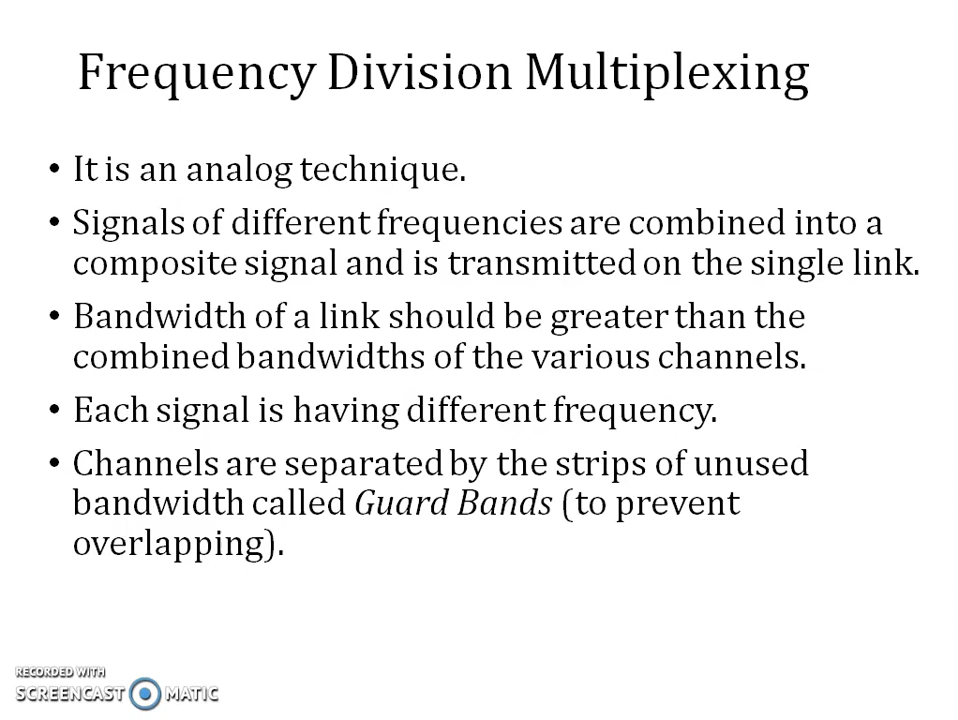 Frequency Division Multiplexing
• It is an analog technique.
• Signals of different frequencies are combined into a
composite signal and is transmitted on the single link.
• Bandwidth of a link should be greater than the
combined bandwidths of the various channels.
• Each signal is having different frequency.
• Channels are separated by the strips of unused
bandwidth called Guard Bands (to prevent
overlapping).
RECORDED WITH
SCREENCAST MATIC